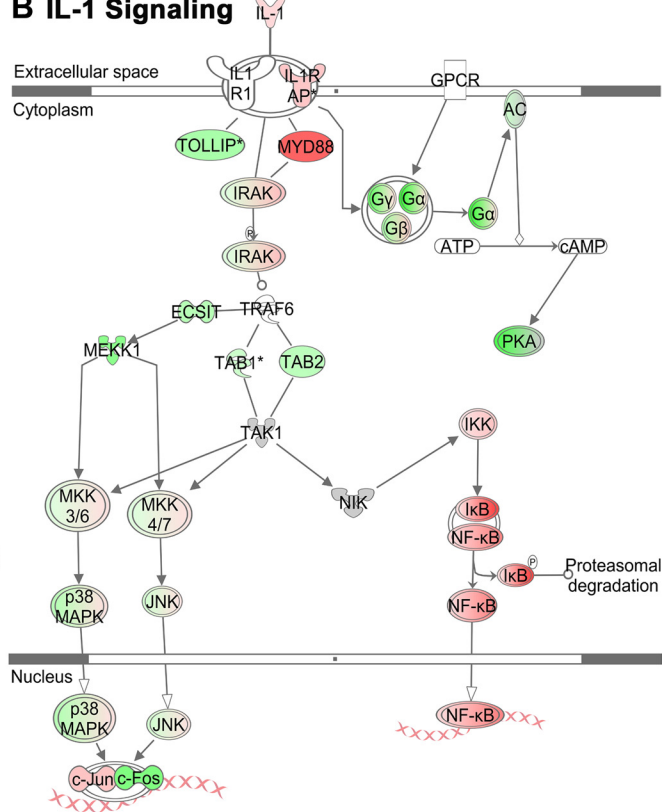 B IL-1 Signaling
IL-1
Extracellular space
IL1
R1
IL1R
AP*
GPCR
Cytoplasm
AC
TOLLIP*
MYD88
IRAK
Gγ
Gα
Gβ
Gα
R
ATP
cAMP
IRAK
ECSIT
TRAF6
MEKK1
PKA
TAB1*
TAB2
TAK1
IKK
MKK
3/6
MKK
4/7
NIK
IκB
NF-κB
P
IκB
Proteasomal
degradation
p38
MAPK
JNK
NF-κB
Nucleus
p38
MAPK
JNK
NF-κB
c-Jun
c-Fos